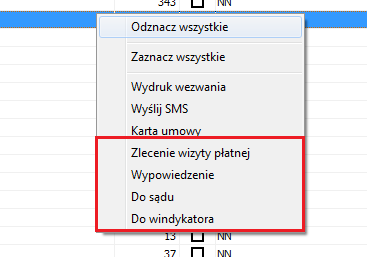 343 NN
Odznacz wszystkie
Zaznacz wszystkie
Wydruk wezwania
Wyślij SMS
Karta umowy
Zlecenie wizyty płatnej
Wypowiedzenie
Do sądu
Do windykatora
13 NN
37 NN